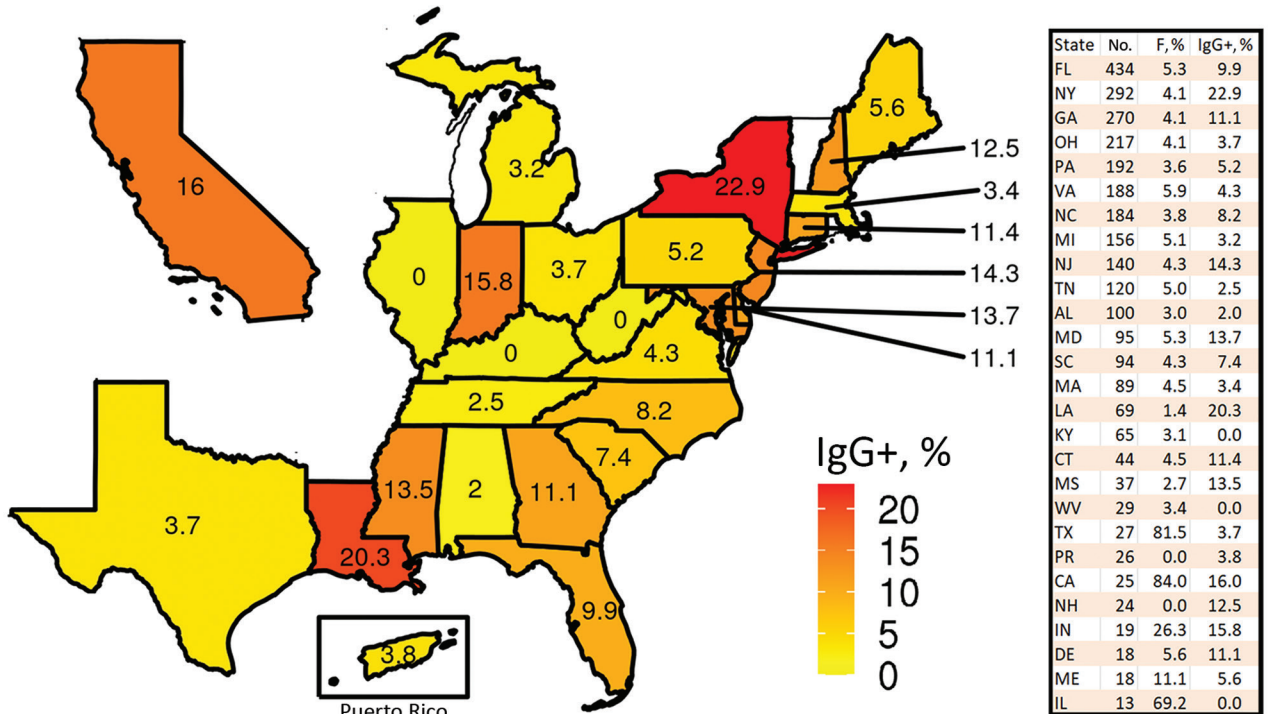 16
5.6
12.5
3.2
3.4
22.9
11.4
5.2
3.7
0
15.8
14.3
0
13.7
0
4.3
11.1
2.5
8.2
7.4
13.5
2
11.1
3.7
20.3
9.9
3.8
Puerto Rico
IgG+, %
20
15
10
5
0
State No. F,% IgG+,%
FL 434 5.3 9.9
NY 292 4.1 22.9
GA 270 4.1 11.1
OH 217 4.1 3.7
PA 192 3.6 5.2
VA 188 5.9 4.3
NC 184 3.8 8.2
MI 156 5.1 3.2
NJ 140 4.3 14.3
TN 120 5.0 2.5
AL 100 3.0 2.0
MD 95 5.3 13.7
SC 94 4.3 7.4
MA 89 4.5 3.4
LA 69 1.4 20.3
KY 65 3.1 0.0
CT 44 4.5 11.4
MS 37 2.7 13.5
WV 29 3.4 0.0
TX 27 81.5 3.7
PR 26 0.0 3.8
CA 25 84.0 16.0
NH 24 0.0 12.5
IN 19 26.3 15.8
DE 18 5.6 11.1
ME 18 11.1 5.6
IL 13 69.2 0.0